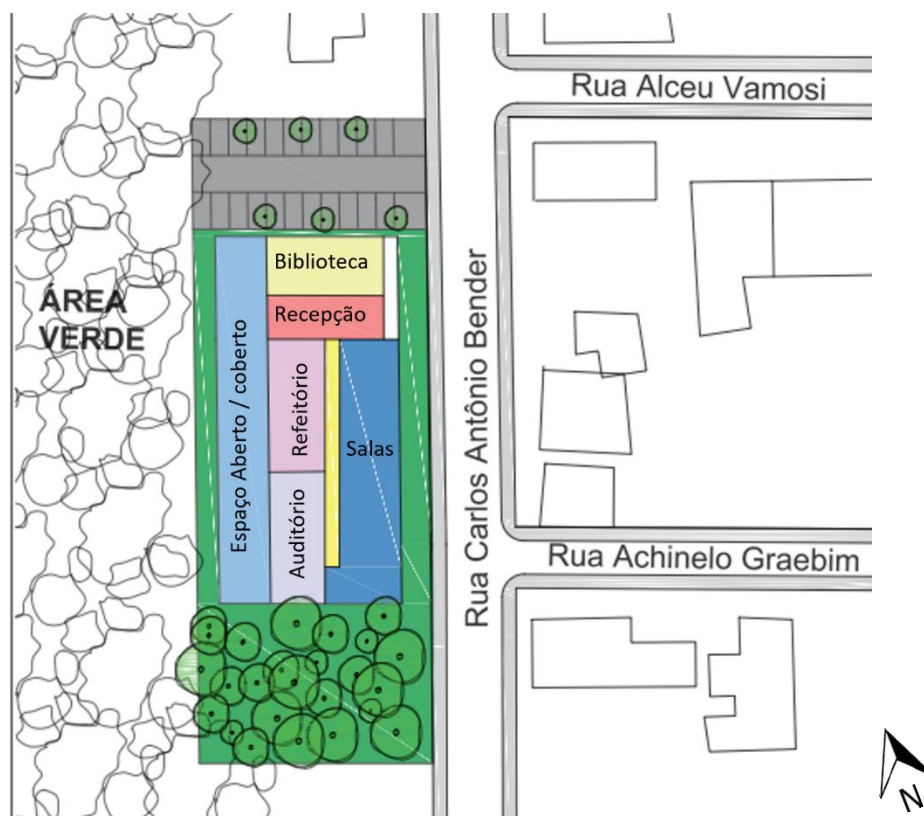 Rua Alceu Vamosi
Biblioteca
Recepção
ÁREA
VERDE
Espaço Aberto / coberto
Refeitório
Salas
Auditório
Rua Carlos Antônio Bender
Rua Achinelo Graebim
N